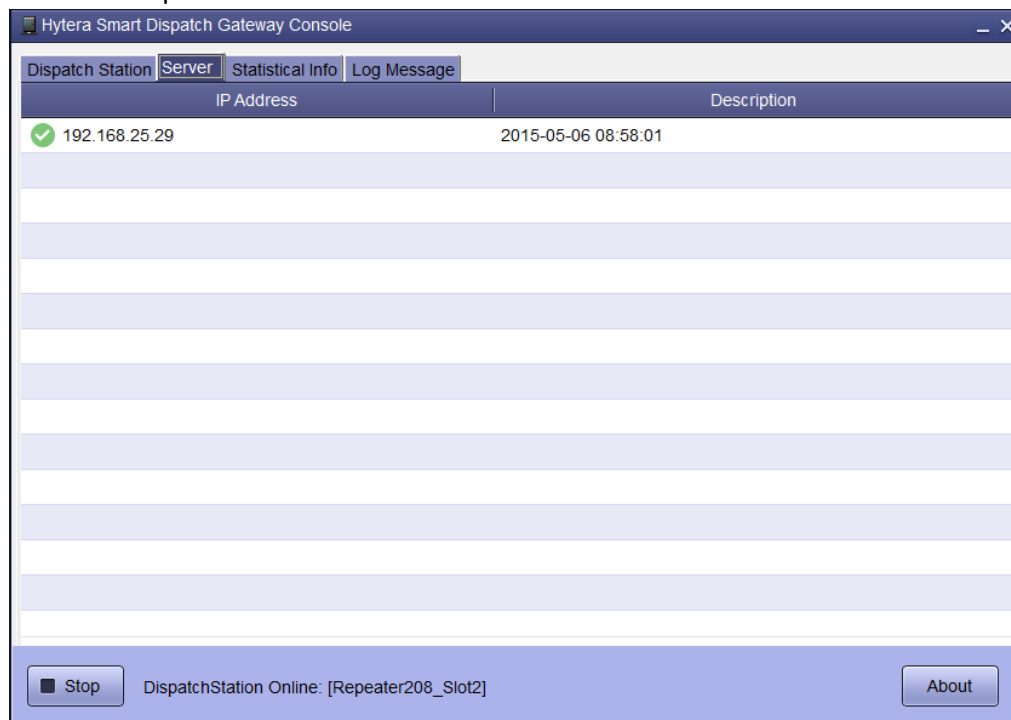 Hytera Smart Dispatch Gateway Console
Dispatch Station Server Statistical Info Log Message
IP Address Description
192.168.25.29 2015-05-06 08:58:01
Stop DispatchStation Online: [Repeater208_Slot2] About